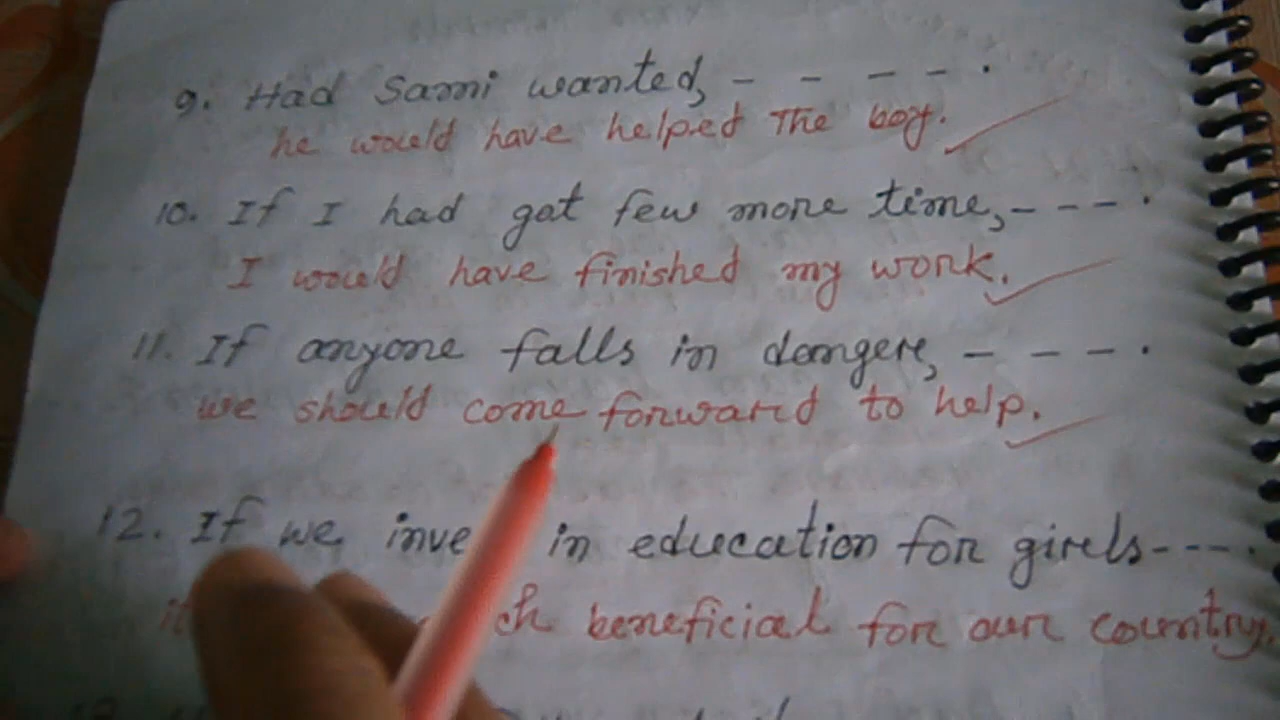 9. Had Sami wanted, - - - - .
he would have helped The boy.
10. If I had got few more time, - - - .
I would have finished my work.
11. If anyone falls in danger, - - - - .
we should come forward to help.
12. If we in education for girls - - - .
beneficial for our country.